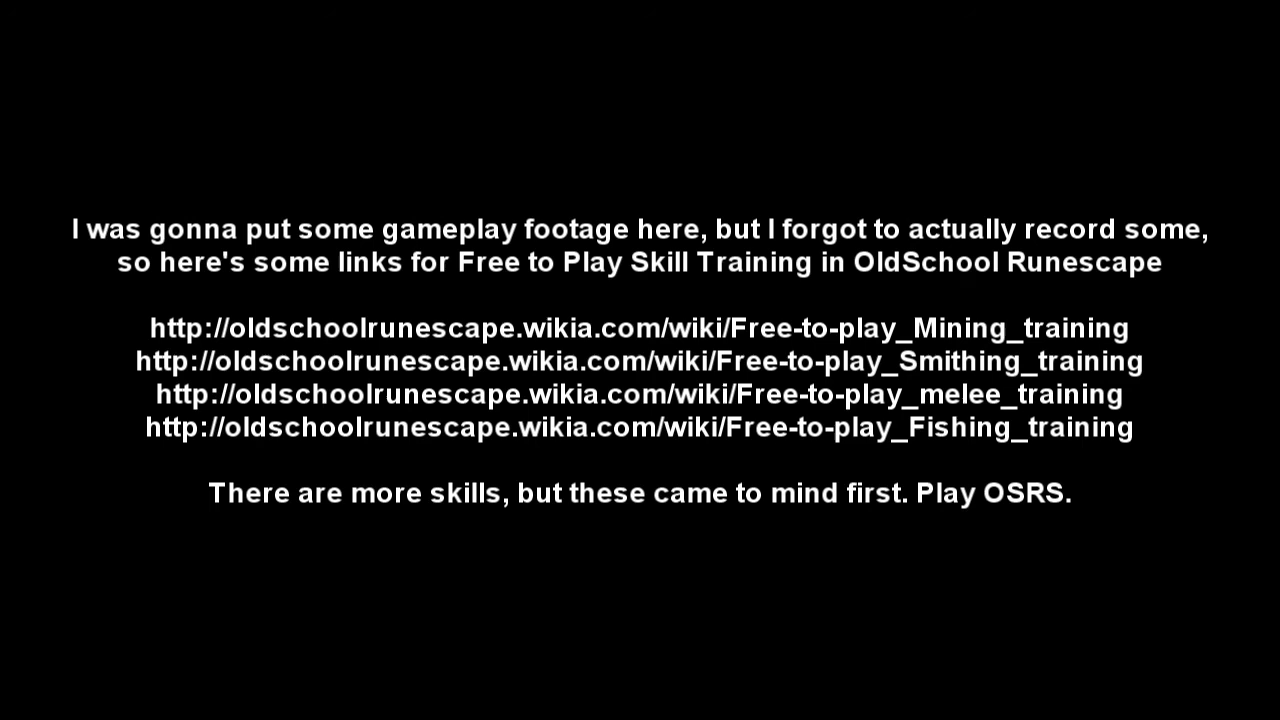 I was gonna put some gameplay footage here, but I forgot to actually record some,
so here's some links for Free to Play Skill Training in OldSchool Runescape
http://oldschoolrunescape.wikia.com/wiki/Free-to-play_Mining_training
http://oldschoolrunescape.wikia.com/wiki/Free-to-play_Smithing_training
http://oldschoolrunescape.wikia.com/wiki/Free-to-play_melee_training
http://oldschoolrunescape.wikia.com/wiki/Free-to-play_Fishing_training
There are more skills, but these came to mind first. Play OSRS.